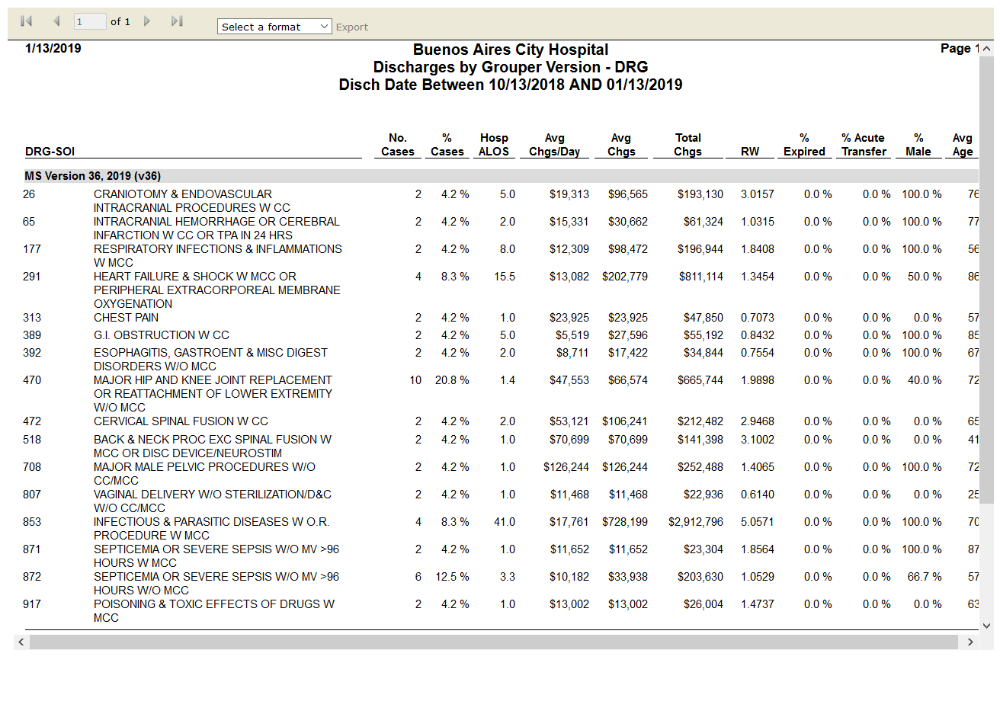 1 of 1 Select a format Export
1/13/2019 Buenos Aires City Hospital Page 1
Discharges by Grouper Version - DRG
Disch Date Between 10/13/2018 AND 01/13/2019
No. % Hosp Avg Avg Total % % Acute % Avg
DRG-SOI Cases Cases ALOS Chgs/Day Chgs Chgs RW Expired Transfer Male Age
MS Version 36, 2019 (v36)
26 CRANIOTOMY & ENDOVASCULAR 2 4.2 % 5.0 $19,313 $96,565 $193,130 3.0157 0.0 % 0.0 % 100.0 % 76
INTRACRANIAL PROCEDURES W CC
65 INTRACRANIAL HEMORRHAGE OR CEREBRAL 2 4.2 % 2.0 $15,331 $30,662 $61,324 1.0315 0.0 % 0.0 % 100.0 % 77
INFARCTION W CC OR TPA IN 24 HRS
177 RESPIRATORY INFECTIONS & INFLAMMATIONS 2 4.2 % 8.0 $12,309 $98,472 $196,944 1.8408 0.0 % 0.0 % 100.0 % 56
W MCC
291 HEART FAILURE & SHOCK W MCC OR 4 8.3 % 15.5 $13,082 $202,779 $811,114 1.3454 0.0 % 0.0 % 50.0 % 86
PERIPHERAL EXTRACORPOREAL MEMBRANE
OXYGENATION
313 CHEST PAIN 2 4.2 % 1.0 $23,925 $23,925 $47,850 0.7073 0.0 % 0.0 % 0.0 % 57
389 G.I. OBSTRUCTION W CC 2 4.2 % 5.0 $5,519 $27,596 $55,192 0.8432 0.0 % 0.0 % 100.0 % 85
392 ESOPHAGITIS, GASTROENT & MISC DIGEST 2 4.2 % 2.0 $8,711 $17,422 $34,844 0.7554 0.0 % 0.0 % 100.0 % 67
DISORDERS W/O MCC
470 MAJOR HIP AND KNEE JOINT REPLACEMENT 10 20.8 % 1.4 $47,553 $66,574 $665,744 1.9898 0.0 % 0.0 % 40.0 % 72
OR REATTACHMENT OF LOWER EXTREMITY
W/O MCC
472 CERVICAL SPINAL FUSION W CC 2 4.2 % 2.0 $53,121 $106,241 $212,482 2.9468 0.0 % 0.0 % 0.0 % 65
518 BACK & NECK PROC EXC SPINAL FUSION W 2 4.2 % 1.0 $70,699 $70,699 $141,398 3.1002 0.0 % 0.0 % 0.0 % 41
MCC OR DISC DEVICE/NEUROSTIM
708 MAJOR MALE PELVIC PROCEDURES W/O 2 4.2 % 1.0 $126,244 $126,244 $252,488 1.4065 0.0 % 0.0 % 100.0 % 72
CC/MCC
807 VAGINAL DELIVERY W/O STERILIZATION/D&C 2 4.2 % 1.0 $11,468 $11,468 $22,936 0.6140 0.0 % 0.0 % 0.0 % 25
W/O CC/MCC
853 INFECTIOUS & PARASITIC DISEASES W O.R. 4 8.3 % 41.0 $17,761 $728,199 $2,912,796 5.0571 0.0 % 0.0 % 100.0 % 70
PROCEDURE W MCC
871 SEPTICEMIA OR SEVERE SEPSIS W/O MV >96 2 4.2 % 1.0 $11,652 $11,652 $23,304 1.8564 0.0 % 0.0 % 100.0 % 87
HOURS W MCC
872 SEPTICEMIA OR SEVERE SEPSIS W/O MV >96 6 12.5 % 3.3 $10,182 $33,938 $203,630 1.0529 0.0 % 0.0 % 66.7 % 57
HOURS W/O MCC
917 POISONING & TOXIC EFFECTS OF DRUGS W 2 4.2 % 1.0 $13,002 $13,002 $26,004 1.4737 0.0 % 0.0 % 0.0 % 63
MCC